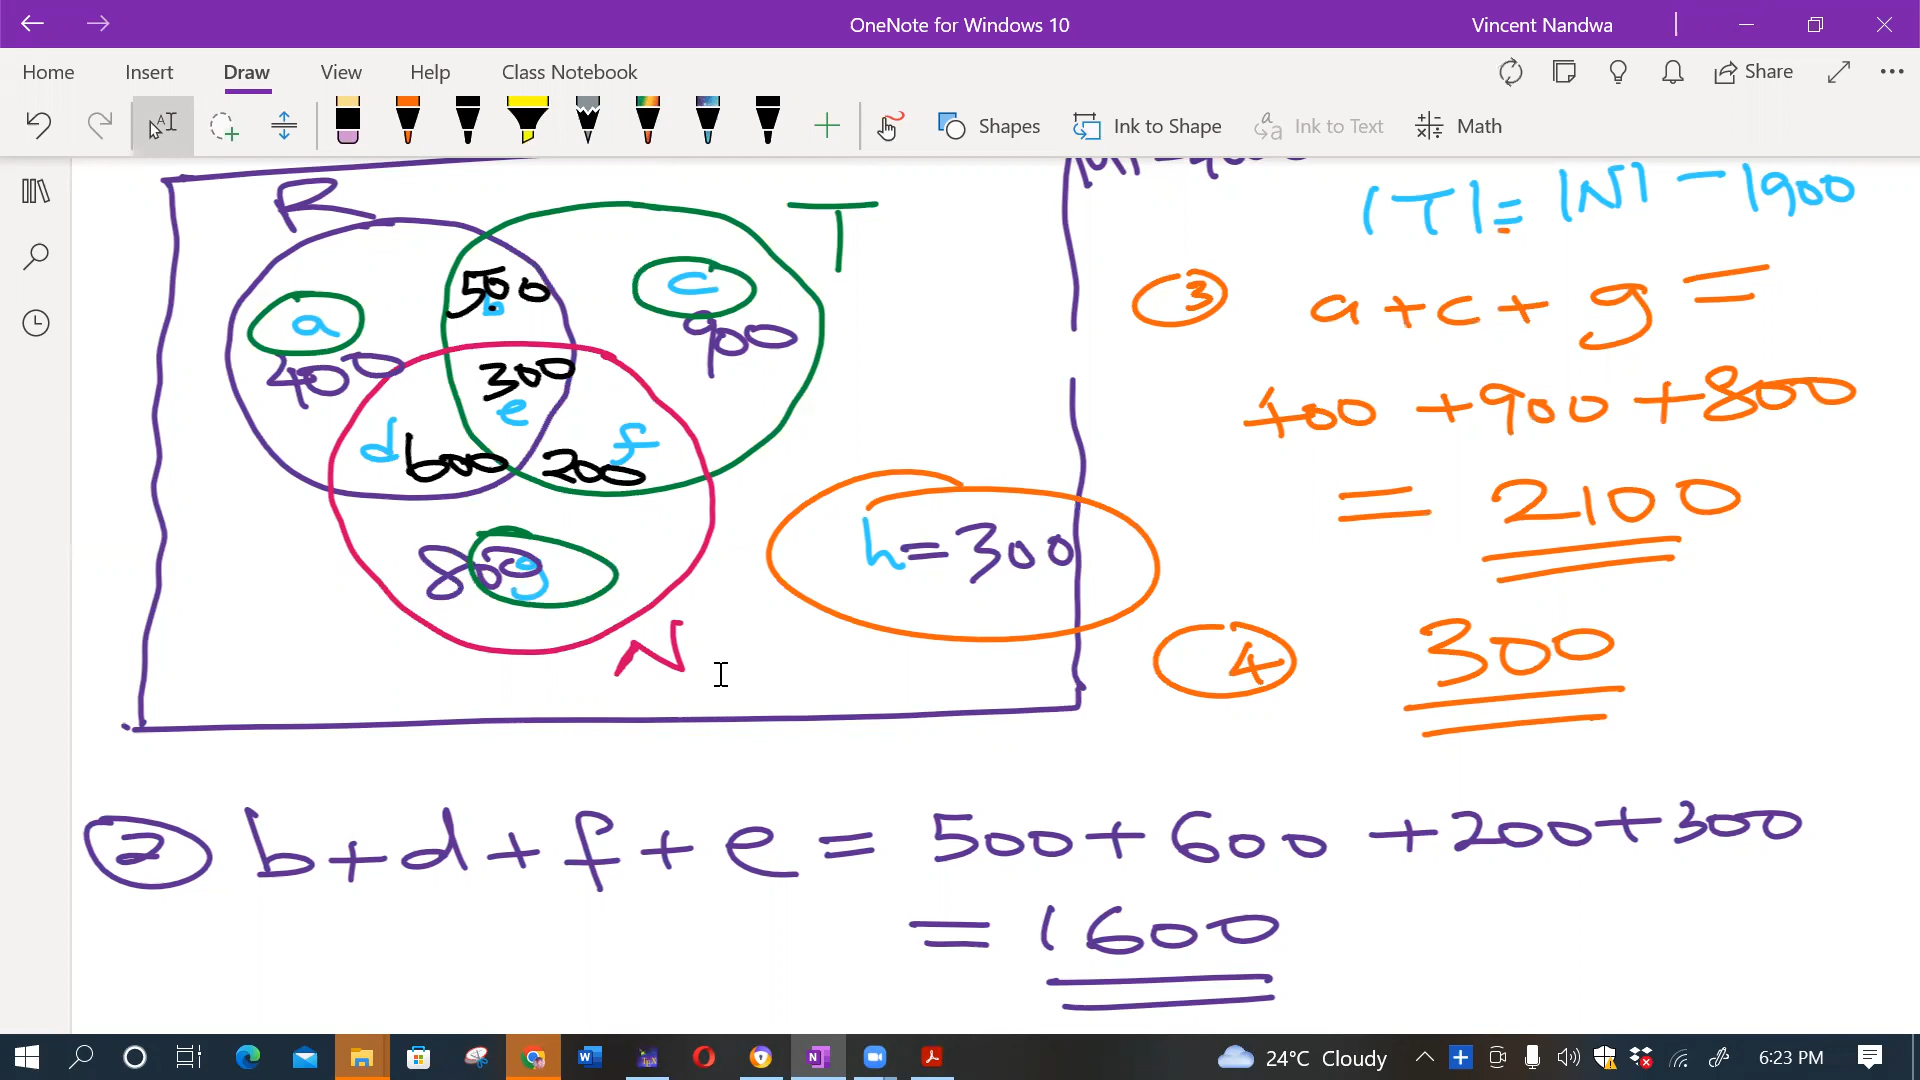 OneNote for Windows 10
Vincent Nandwa
Home Insert Draw View Help Class Notebook
Share
Shapes Ink to Shape Ink to Text Math
|T| = |N| - 1900
R
T
500
b
c
a
900
400
300
e
d 600
f
200
800 g
h = 300
N
③ a + c + g =
400 + 900 + 800
= 2100
④ 300
② b + d + f + e = 500 + 600 + 200 + 300
= 1600
24°C Cloudy
6:23 PM